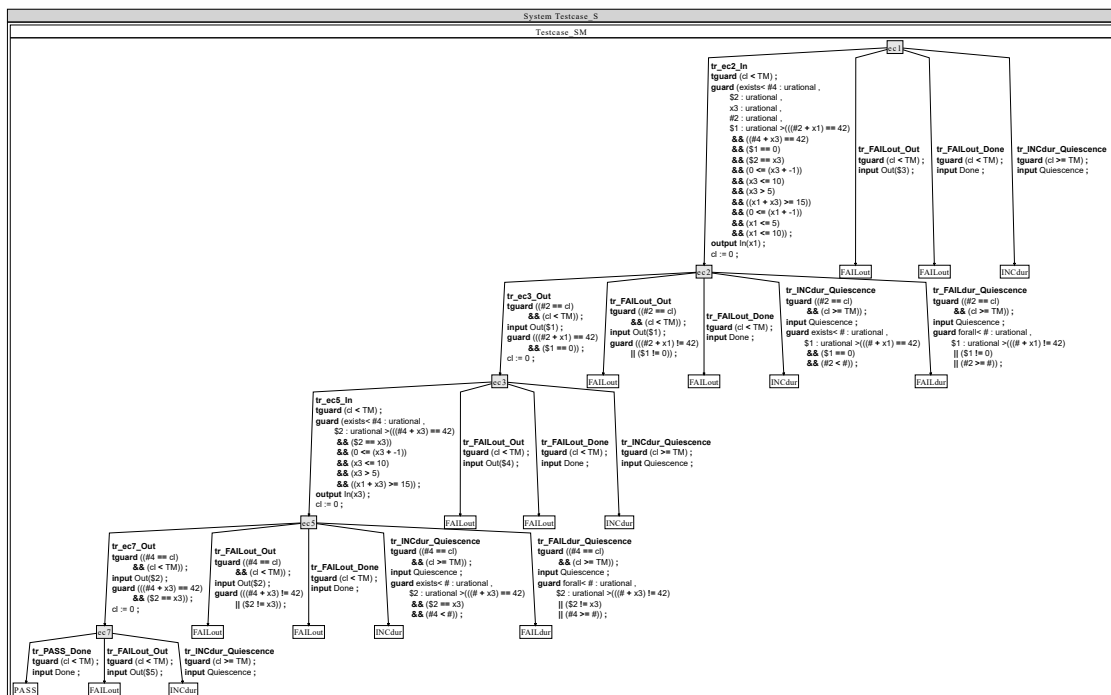 System Testcase_S
Testcase_SM
ec1
tr_ec2_In
tguard (cl < TM) ;
guard (exists< #4 : urational ,
$2 : urational ,
x3 : urational ,
#2 : urational ,
$1 : urational >(((#2 + x1) == 42)
&& ((#4 + x3) == 42)
&& ($1 == 0)
&& ($2 == x3)
&& (0 <= (x3 + -1))
&& (x3 <= 10)
&& (x3 > 5)
&& ((x1 + x3) >= 15))
&& (0 <= (x1 + -1))
&& (x1 <= 5)
&& (x1 <= 10)) ;
output In(x1) ;
cl := 0 ;
tr_FAILout_Out
tguard (cl < TM) ;
input Out($3) ;
tr_FAILout_Done
tguard (cl < TM) ;
input Done ;
tr_INCdur_Quiescence
tguard (cl >= TM) ;
input Quiescence ;
ec2
FAILout
FAILout
INCdur
tr_ec3_Out
tguard ((#2 == cl)
&& (cl < TM)) ;
input Out($1) ;
guard (((#2 + x1) == 42)
&& ($1 == 0)) ;
cl := 0 ;
tr_FAILout_Out
tguard ((#2 == cl)
&& (cl < TM)) ;
input Out($1) ;
guard (((#2 + x1) != 42)
|| ($1 != 0)) ;
tr_FAILout_Done
tguard (cl < TM) ;
input Done ;
tr_INCdur_Quiescence
tguard ((#2 == cl)
&& (cl >= TM)) ;
input Quiescence ;
guard exists< # : urational ,
$1 : urational >(((# + x1) == 42)
&& ($1 == 0)
&& (#2 < #)) ;
tr_FAILdur_Quiescence
tguard ((#2 == cl)
&& (cl >= TM)) ;
input Quiescence ;
guard forall< # : urational ,
$1 : urational >(((# + x1) != 42)
|| ($1 != 0)
|| (#2 >= #)) ;
ec3
FAILout
FAILout
INCdur
FAILdur
tr_ec5_In
tguard (cl < TM) ;
guard (exists< #4 : urational ,
$2 : urational >(((#4 + x3) == 42)
&& ($2 == x3))
&& (0 <= (x3 + -1))
&& (x3 <= 10)
&& (x3 > 5)
&& ((x1 + x3) >= 15)) ;
output In(x3) ;
cl := 0 ;
tr_FAILout_Out
tguard (cl < TM) ;
input Out($4) ;
tr_FAILout_Done
tguard (cl < TM) ;
input Done ;
tr_INCdur_Quiescence
tguard (cl >= TM) ;
input Quiescence ;
ec5
FAILout
FAILout
INCdur
tr_ec7_Out
tguard ((#4 == cl)
&& (cl < TM)) ;
input Out($2) ;
guard (((#4 + x3) == 42)
&& ($2 == x3)) ;
cl := 0 ;
tr_FAILout_Out
tguard ((#4 == cl)
&& (cl < TM)) ;
input Out($2) ;
guard (((#4 + x3) != 42)
|| ($2 != x3)) ;
tr_FAILout_Done
tguard (cl < TM) ;
input Done ;
tr_INCdur_Quiescence
tguard ((#4 == cl)
&& (cl >= TM)) ;
input Quiescence ;
guard exists< # : urational ,
$2 : urational >(((# + x3) == 42)
&& ($2 == x3)
&& (#4 < #)) ;
tr_FAILdur_Quiescence
tguard ((#4 == cl)
&& (cl >= TM)) ;
input Quiescence ;
guard forall< # : urational ,
$2 : urational >(((# + x3) != 42)
|| ($2 != x3)
|| (#4 >= #)) ;
ec7
FAILout
FAILout
INCdur
FAILdur
tr_PASS_Done
tguard (cl < TM) ;
input Done ;
tr_FAILout_Out
tguard (cl < TM) ;
input Out($5) ;
tr_INCdur_Quiescence
tguard (cl >= TM) ;
input Quiescence ;
PASS
FAILout
INCdur